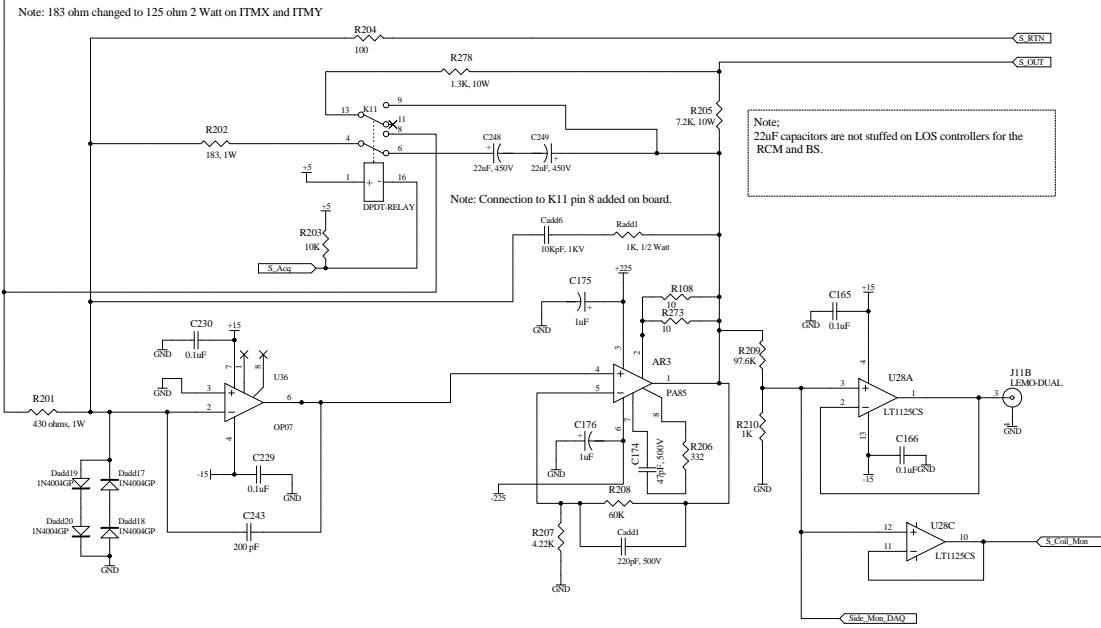 Note: 183 ohm changed to 125 ohm 2 Watt on ITMX and ITMY
R204
100
S_RTN
R278
1.3K, 10W
S_OUT
13
K11
9
11
8
R205
7.2K, 10W
Note;
22uF capacitors are not stuffed on LOS controllers for the
RCM and BS.
R202
183, 1W
4
6
C248
+
22uF, 450V
C249
+
22uF, 450V
+5
1
+
-
16
DPDT-RELAY
Note: Connection to K11 pin 8 added on board.
+5
R203
10K
S_Acq
Cadd6
10KpF, 1KV
Radd1
1K, 1/2 Watt
+225
C175
+
1uF
GND
R108
10
R273
10
+15
C165
0.1uF
GND
C230
0.1uF
GND
+15
7
1
8
U36
GND
3
+
2
-
6
OP07
4
R201
430 ohms, 1W
3
2
AR3
4
+
5
-
1
PA85
6
7
8
R209
97.6K
R210
1K
GND
4
U28A
3
+
2
-
1
LT1125CS
13
J11B
LEMO-DUAL
3
4
GND
C166
0.1uF
GND
-15
C176
+
1uF
GND
-225
C174
47pF, 500V
R206
332
-15
C229
0.1uF
GND
Dadd19
1N4004GP
Dadd17
1N4004GP
Dadd20
1N4004GP
Dadd18
1N4004GP
GND
C243
200 pF
R208
60K
R207
4.22K
GND
Cadd1
220pF, 500V
U28C
12
+
11
-
10
LT1125CS
S_Coil_Mon
Side_Mon_DAQ